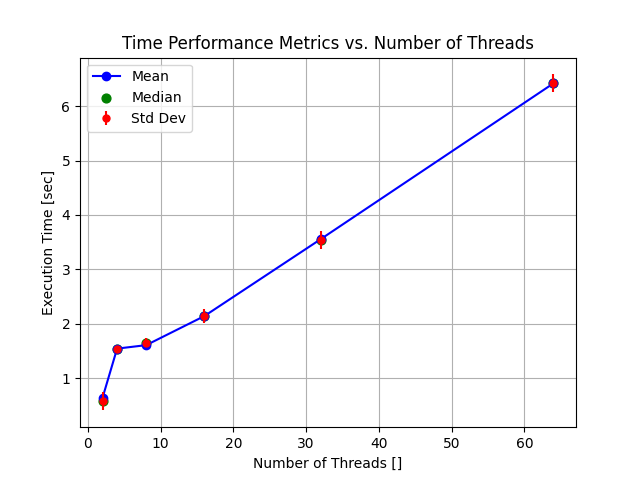 Time Performance Metrics vs. Number of Threads
Mean
Median
Std Dev
6
5
4
3
2
1
Execution Time [sec]
0 10 20 30 40 50 60
Number of Threads []